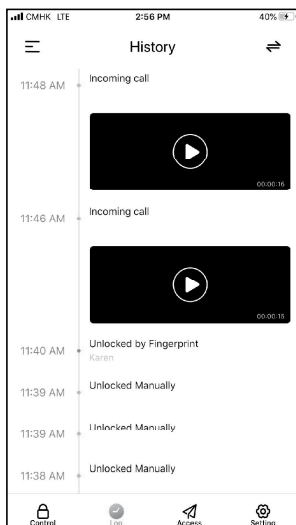 CMHK LTE 2:56 PM 40%
History
11:48 AM Incoming call
00:00:16
11:46 AM Incoming call
00:00:15
11:40 AM Unlocked by Fingerprint
Karen
11:39 AM Unlocked Manually
11:39 AM Unlocked Manually
11:38 AM Unlocked Manually
Control Log Access Setting